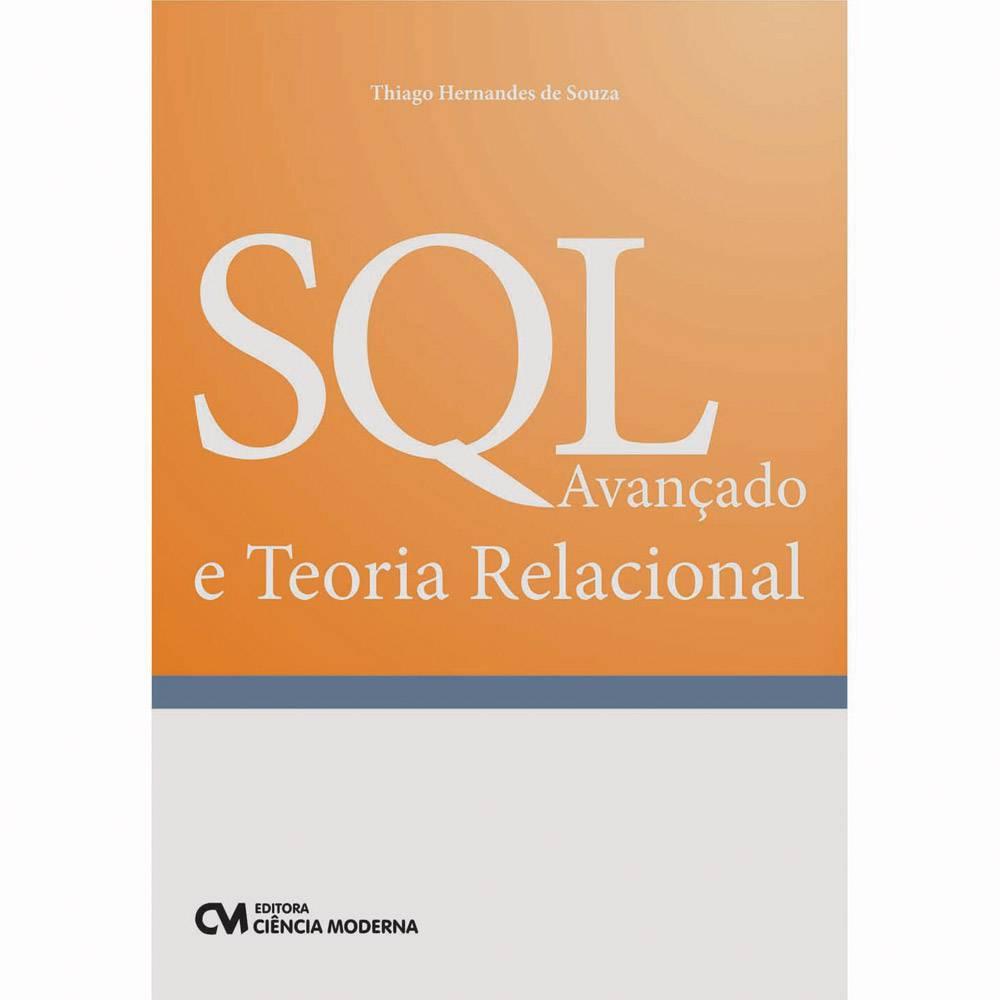 Thiago Hernandes de Souza
SQL
Avançado
e Teoria Relacional
CM EDITORA
CIÊNCIA MODERNA